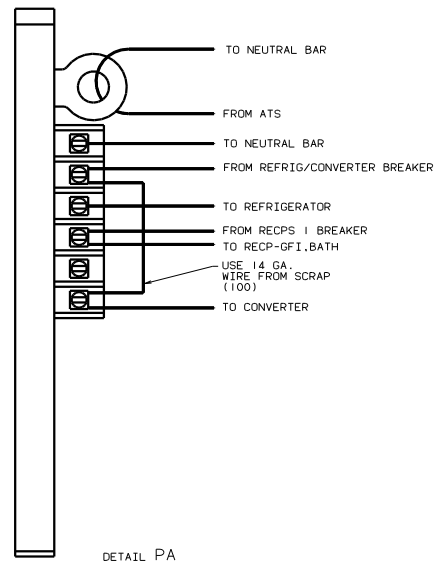 TO NEUTRAL BAR
FROM ATS
TO NEUTRAL BAR
FROM REFRIG/CONVERTER BREAKER
TO REFRIGERATOR
FROM RECPS 1 BREAKER
TO RECP-GFI,BATH
USE 14 GA.
WIRE FROM SCRAP
(100)
TO CONVERTER
DETAIL PA